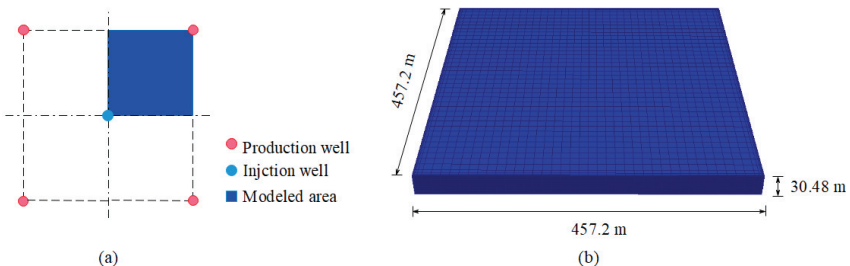 Production well
Injction well
Modeled area
(a)
457.2 m
30.48 m
457.2 m
(b)